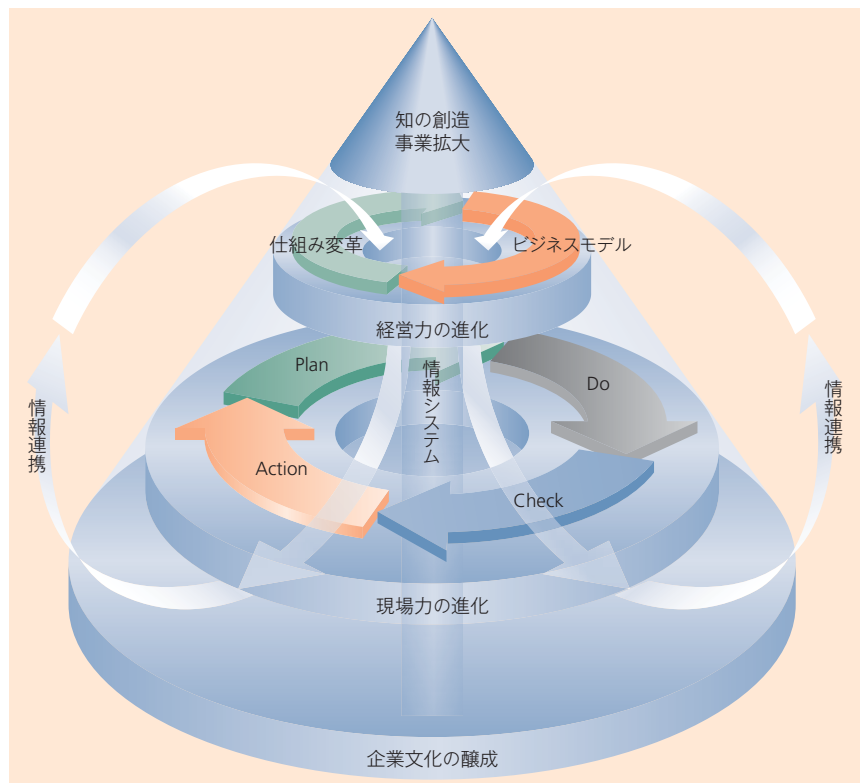 知の創造
事業拡大
仕組み変革
ビジネスモデル
経営力の進化
Plan
Do
情報システム
情報連携
情報連携
Action
Check
現場力の進化
企業文化の醸成